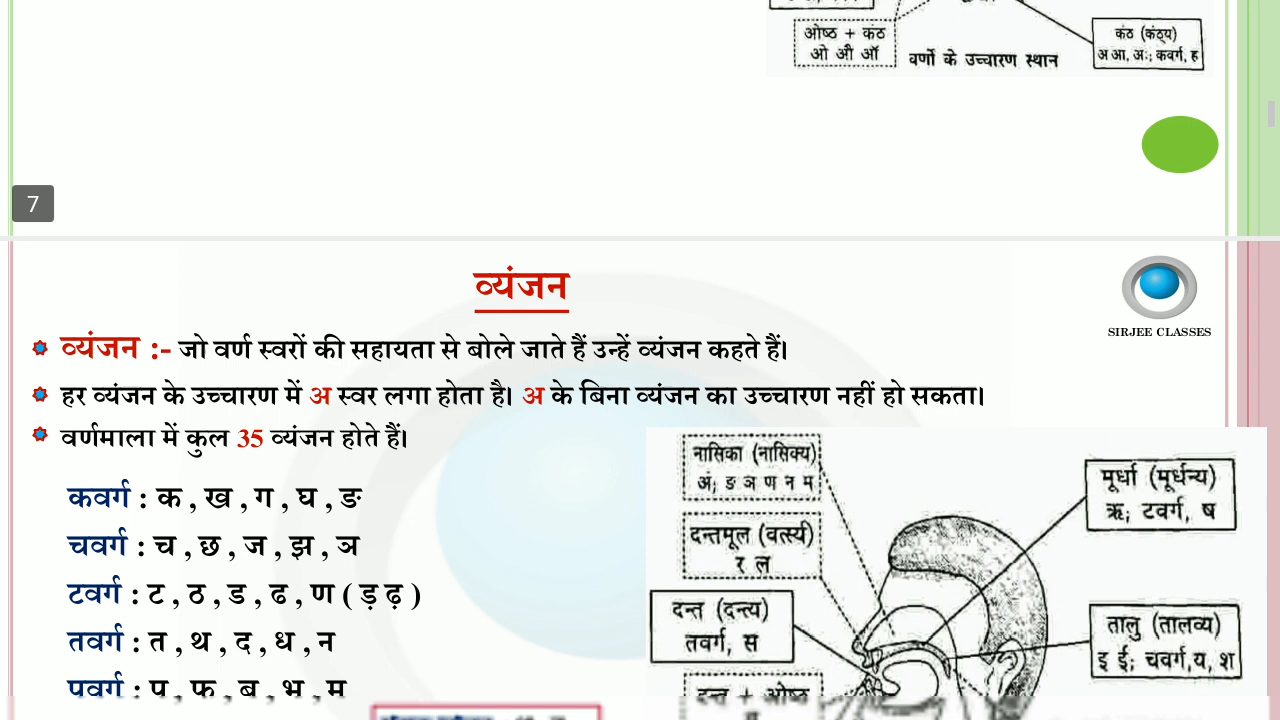 ओष्ठ + कंठ
ओ औ ऑ
वर्णों के उच्चारण स्थान
कंठ (कंठ्य)
अ आ, अः; कवर्ग, ह
7
व्यंजन
SIRJEE CLASSES
व्यंजन :- जो वर्ण स्वरों की सहायता से बोले जाते हैं उन्हें व्यंजन कहते हैं।
हर व्यंजन के उच्चारण में अ स्वर लगा होता है। अ के बिना व्यंजन का उच्चारण नहीं हो सकता।
वर्णमाला में कुल 35 व्यंजन होते हैं।
कवर्ग : क , ख , ग , घ , ङ
चवर्ग : च , छ , ज , झ , ञ
टवर्ग : ट , ठ , ड , ढ , ण ( ड़ ढ़ )
तवर्ग : त , थ , द , ध , न
पवर्ग : प , फ , ब , भ , म
नासिका (नासिक्य)
अं; ङ ञ ण न म
दन्तमूल (वर्त्स्य)
र ल
दन्त (दन्त्य)
तवर्ग, स
दन्त + ओष्ठ
मूर्धा (मूर्धन्य)
ऋ; टवर्ग, ष
तालु (तालव्य)
इ ई; चवर्ग,य, श